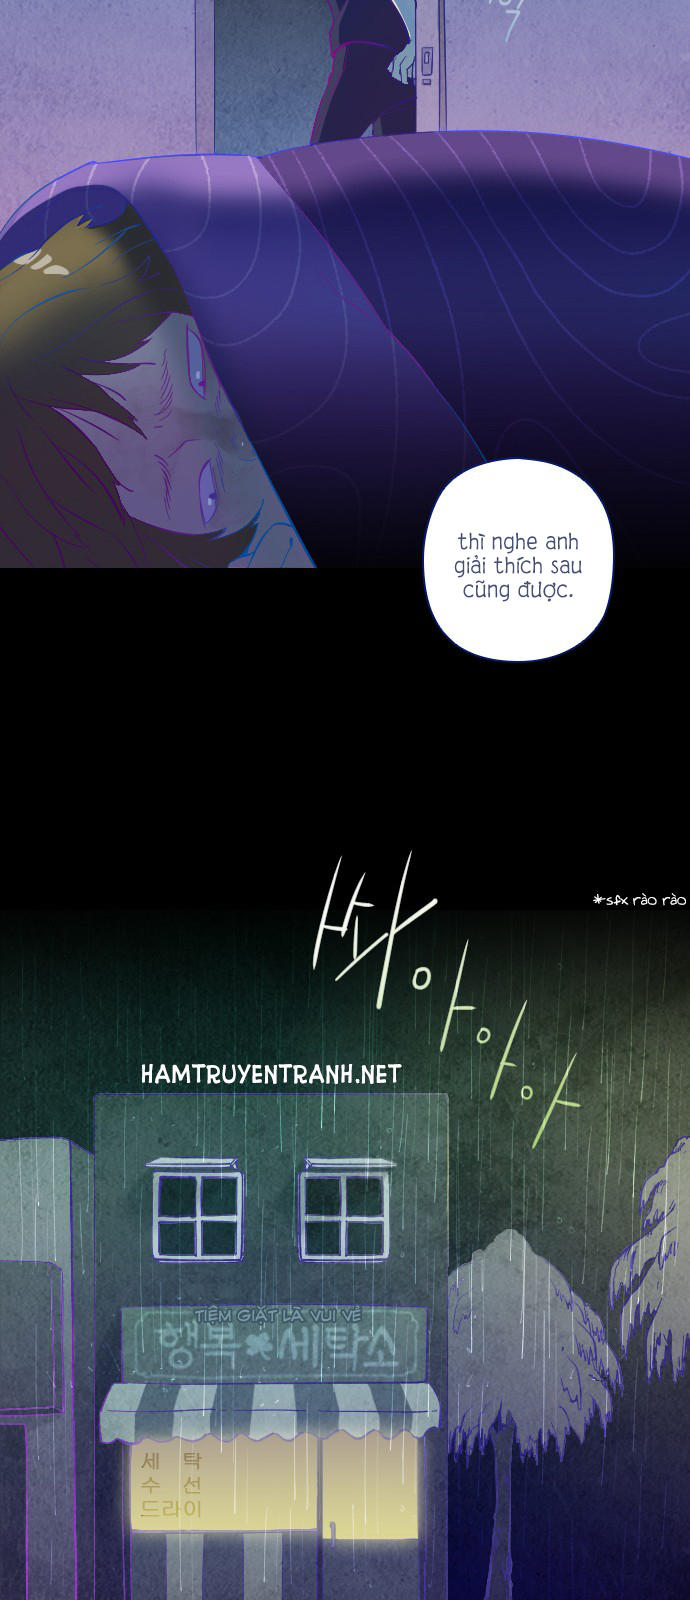 7
thì nghe anh
giải thích sau
cũng được.
*sfx rào rào
쏴아아아
HAMTRUYENTRANH.NET
TIỆM GIẶT LÀ VUI VẺ
행복 세탁소
세 탁
수 선
드라이